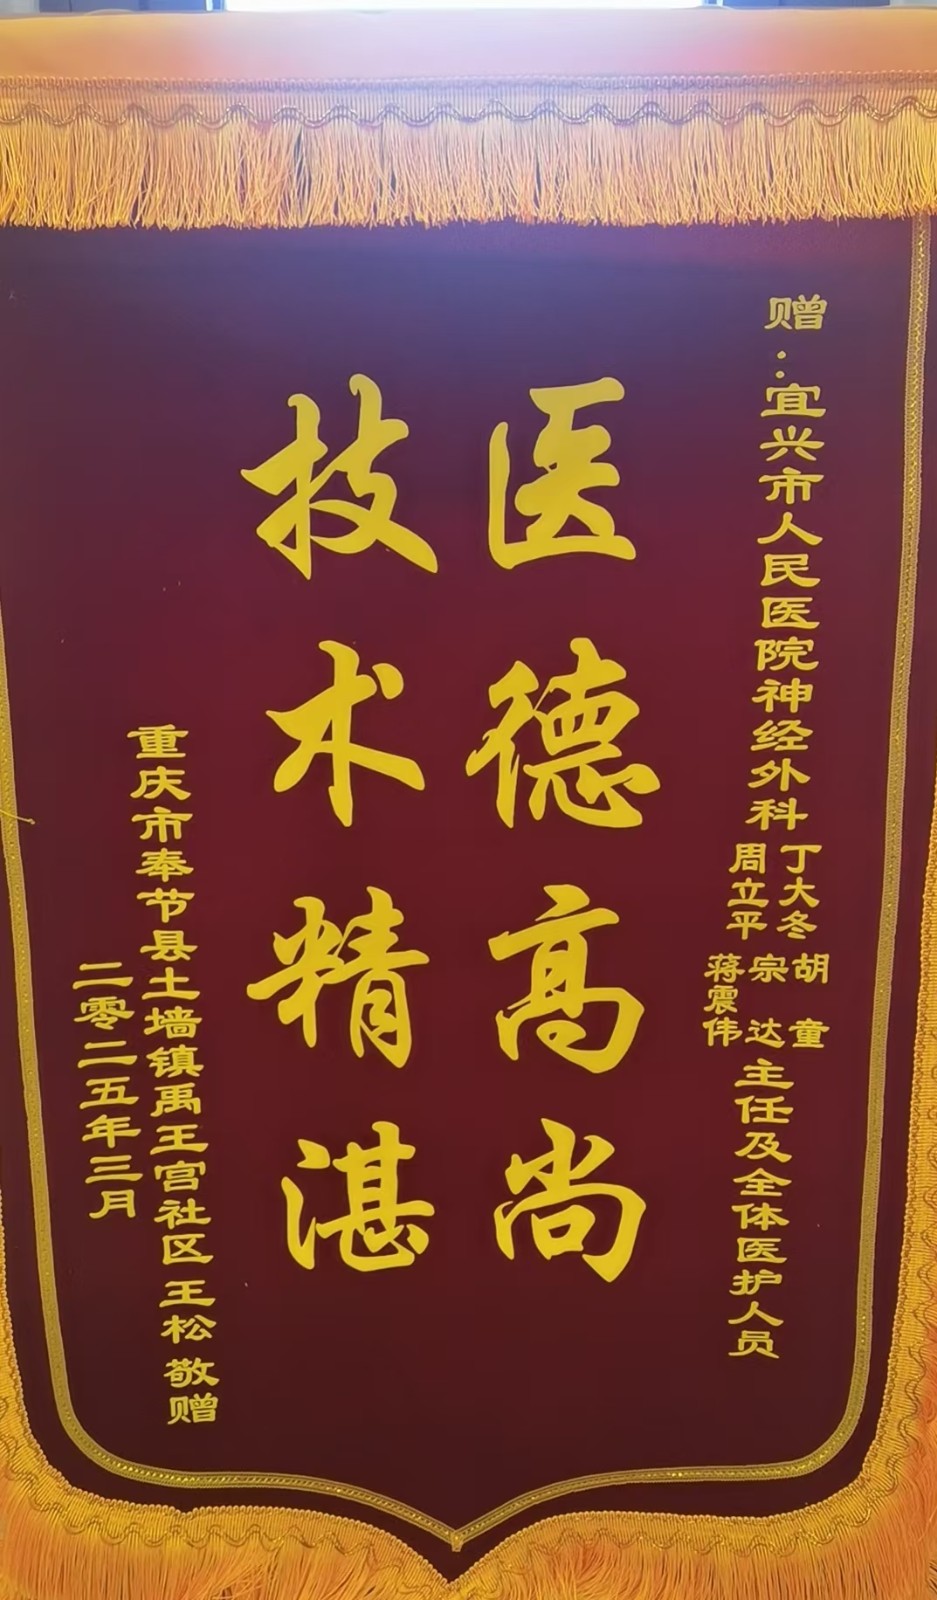 赠：宜兴市人民医院神经外科
丁大冬
周立平
胡童
宗达
蒋震伟
主任及全体医护人员
医德高尚
技术精湛
重庆市奉节县土墙镇禹王宫社区王松敬赠
二零二五年三月